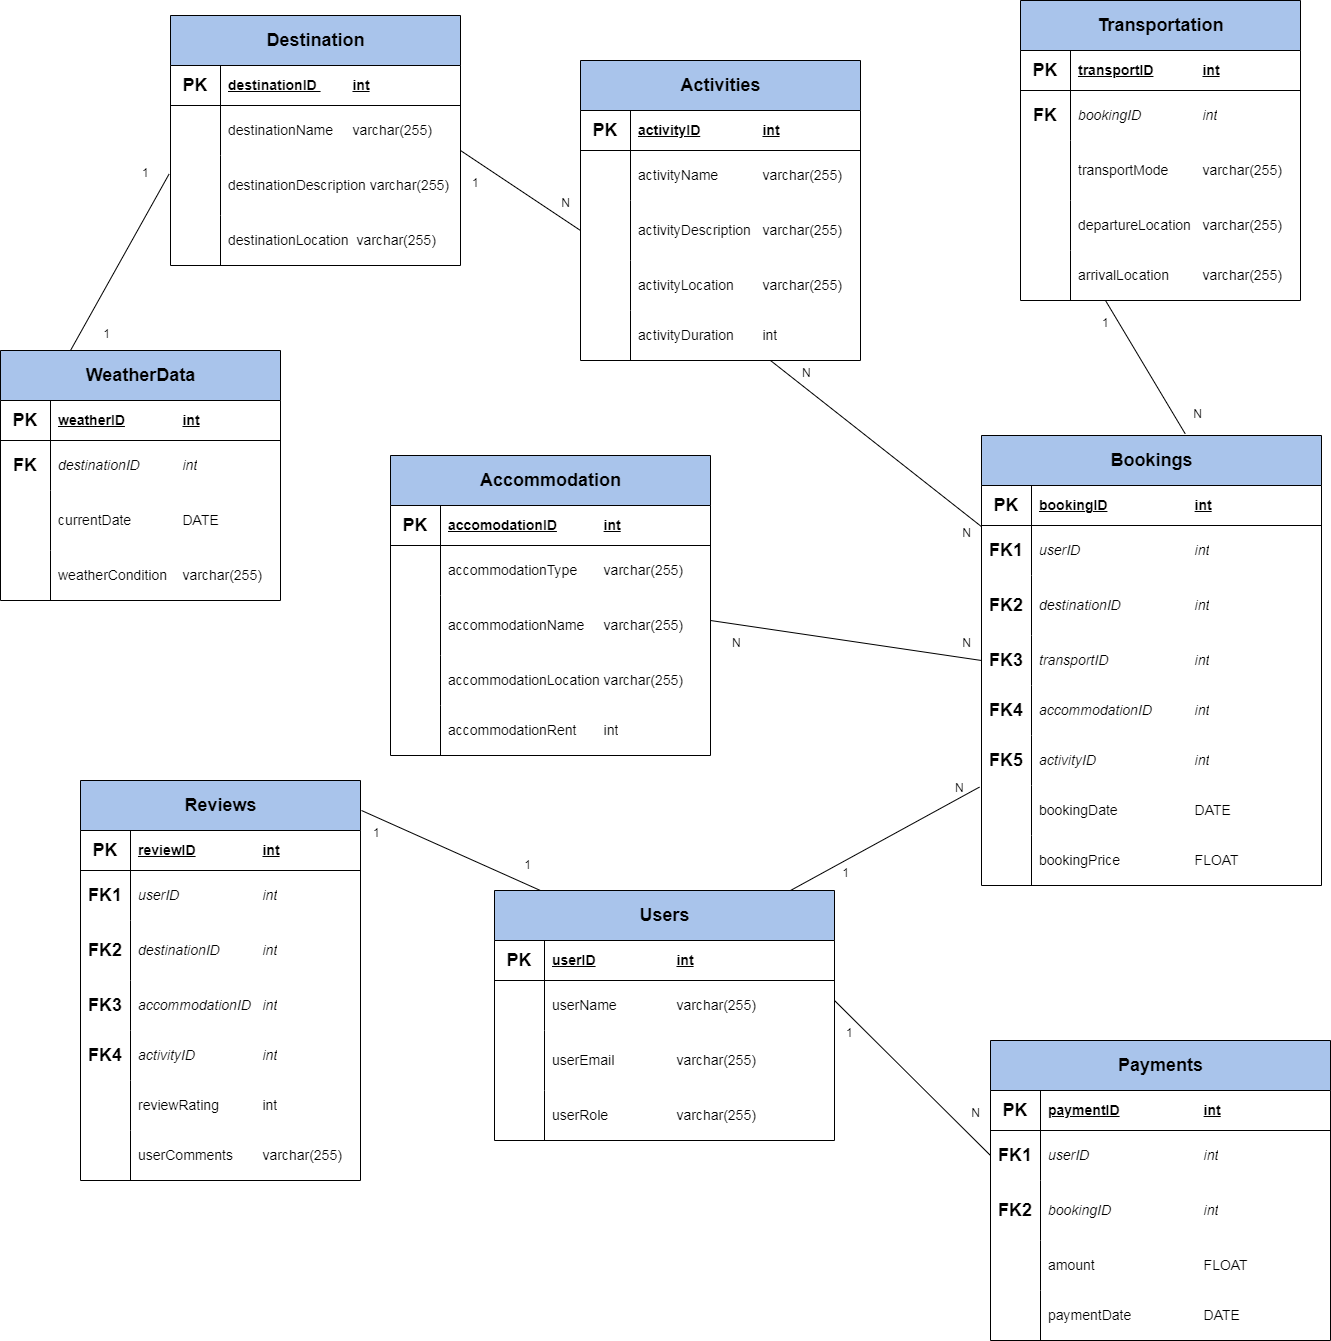 Destination
PK destinationID int
destinationName varchar(255)
destinationDescription varchar(255)
destinationLocation varchar(255)
Activities
PK activityID int
activityName varchar(255)
activityDescription varchar(255)
activityLocation varchar(255)
activityDuration int
Transportation
PK transportID int
FK bookingID int
transportMode varchar(255)
departureLocation varchar(255)
arrivalLocation varchar(255)
1
1
1
N
N
N
1
N
WeatherData
PK weatherID int
FK destinationID int
currentDate DATE
weatherCondition varchar(255)
Accommodation
PK accomodationID int
accommodationType varchar(255)
accommodationName varchar(255)
accommodationLocation varchar(255)
accommodationRent int
N
N
Bookings
PK bookingID int
FK1 userID int
FK2 destinationID int
FK3 transportID int
FK4 accommodationID int
FK5 activityID int
bookingDate DATE
bookingPrice FLOAT
N
1
1
1
Reviews
PK reviewID int
FK1 userID int
FK2 destinationID int
FK3 accommodationID int
FK4 activityID int
reviewRating int
userComments varchar(255)
Users
PK userID int
userName varchar(255)
userEmail varchar(255)
userRole varchar(255)
1
N
Payments
PK paymentID int
FK1 userID int
FK2 bookingID int
amount FLOAT
paymentDate DATE